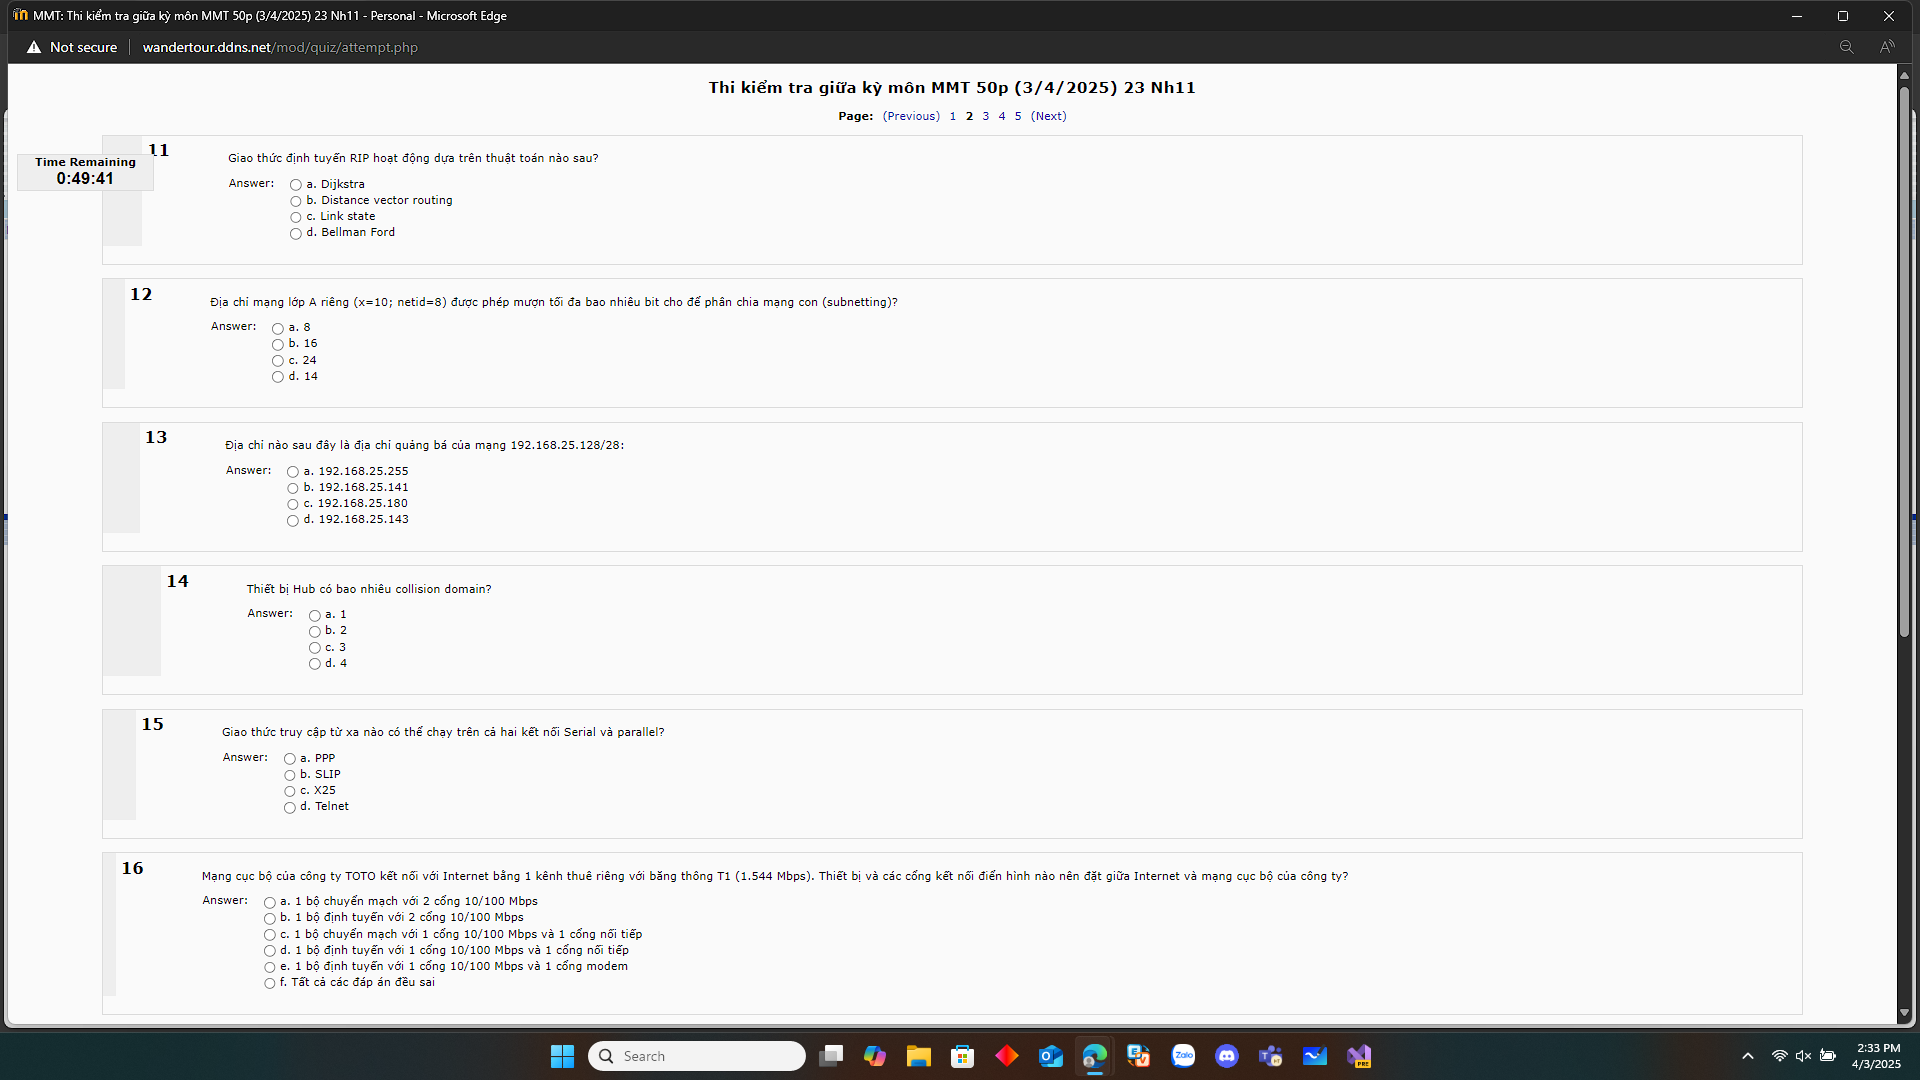 MMT: Thi kiểm tra giữa kỳ môn MMT 50p (3/4/2025) 23 Nh11 - Personal - Microsoft Edge
Not secure wandertour.ddns.net/mod/quiz/attempt.php
Thi kiểm tra giữa kỳ môn MMT 50p (3/4/2025) 23 Nh11
Page: (Previous) 1 2 3 4 5 (Next)
Time Remaining
0:49:41
11
Giao thức định tuyến RIP hoạt động dựa trên thuật toán nào sau?
Answer:
a. Dijkstra
b. Distance vector routing
c. Link state
d. Bellman Ford
12
Địa chỉ mạng lớp A riêng (x=10; netid=8) được phép mượn tối đa bao nhiêu bit cho để phân chia mạng con (subnetting)?
Answer:
a. 8
b. 16
c. 24
d. 14
13
Địa chỉ nào sau đây là địa chỉ quảng bá của mạng 192.168.25.128/28:
Answer:
a. 192.168.25.255
b. 192.168.25.141
c. 192.168.25.180
d. 192.168.25.143
14
Thiết bị Hub có bao nhiêu collision domain?
Answer:
a. 1
b. 2
c. 3
d. 4
15
Giao thức truy cập từ xa nào có thể chạy trên cả hai kết nối Serial và parallel?
Answer:
a. PPP
b. SLIP
c. X25
d. Telnet
16
Mạng cục bộ của công ty TOTO kết nối với Internet bằng 1 kênh thuê riêng với băng thông T1 (1.544 Mbps). Thiết bị và các cổng kết nối điển hình nào nên đặt giữa Internet và mạng cục bộ của công ty?
Answer:
a. 1 bộ chuyển mạch với 2 cổng 10/100 Mbps
b. 1 bộ định tuyến với 2 cổng 10/100 Mbps
c. 1 bộ chuyển mạch với 1 cổng 10/100 Mbps và 1 cổng nối tiếp
d. 1 bộ định tuyến với 1 cổng 10/100 Mbps và 1 cổng nối tiếp
e. 1 bộ định tuyến với 1 cổng 10/100 Mbps và 1 cổng modem
f. Tất cả các đáp án đều sai
Search
Zalo
PRE
2:33 PM
4/3/2025